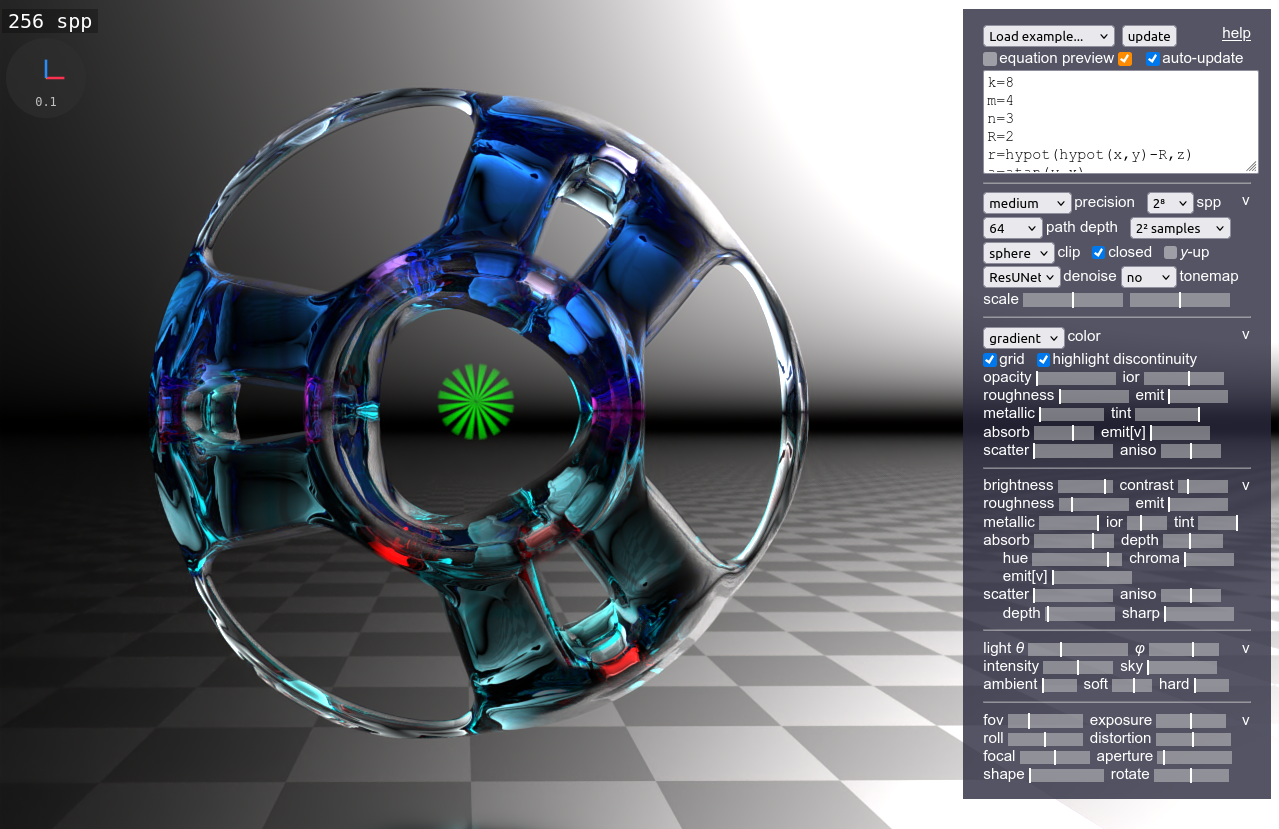 256 spp
0.1
Load example... update help
equation preview auto-update
k=8
m=4
n=3
R=2
r=hypot(hypot(x,y)-R,z)
medium precision 2⁸ spp v
64 path depth 2² samples
sphere clip closed y-up
ResUNet denoise no tonemap
scale
gradient color v
grid highlight discontinuity
opacity ior
roughness emit
metallic tint
absorb emit[v]
scatter aniso
brightness contrast v
roughness emit
metallic ior tint
absorb depth
hue chroma
emit[v]
scatter aniso
depth sharp
light θ φ v
intensity sky
ambient soft hard
fov exposure v
roll distortion
focal aperture
shape rotate